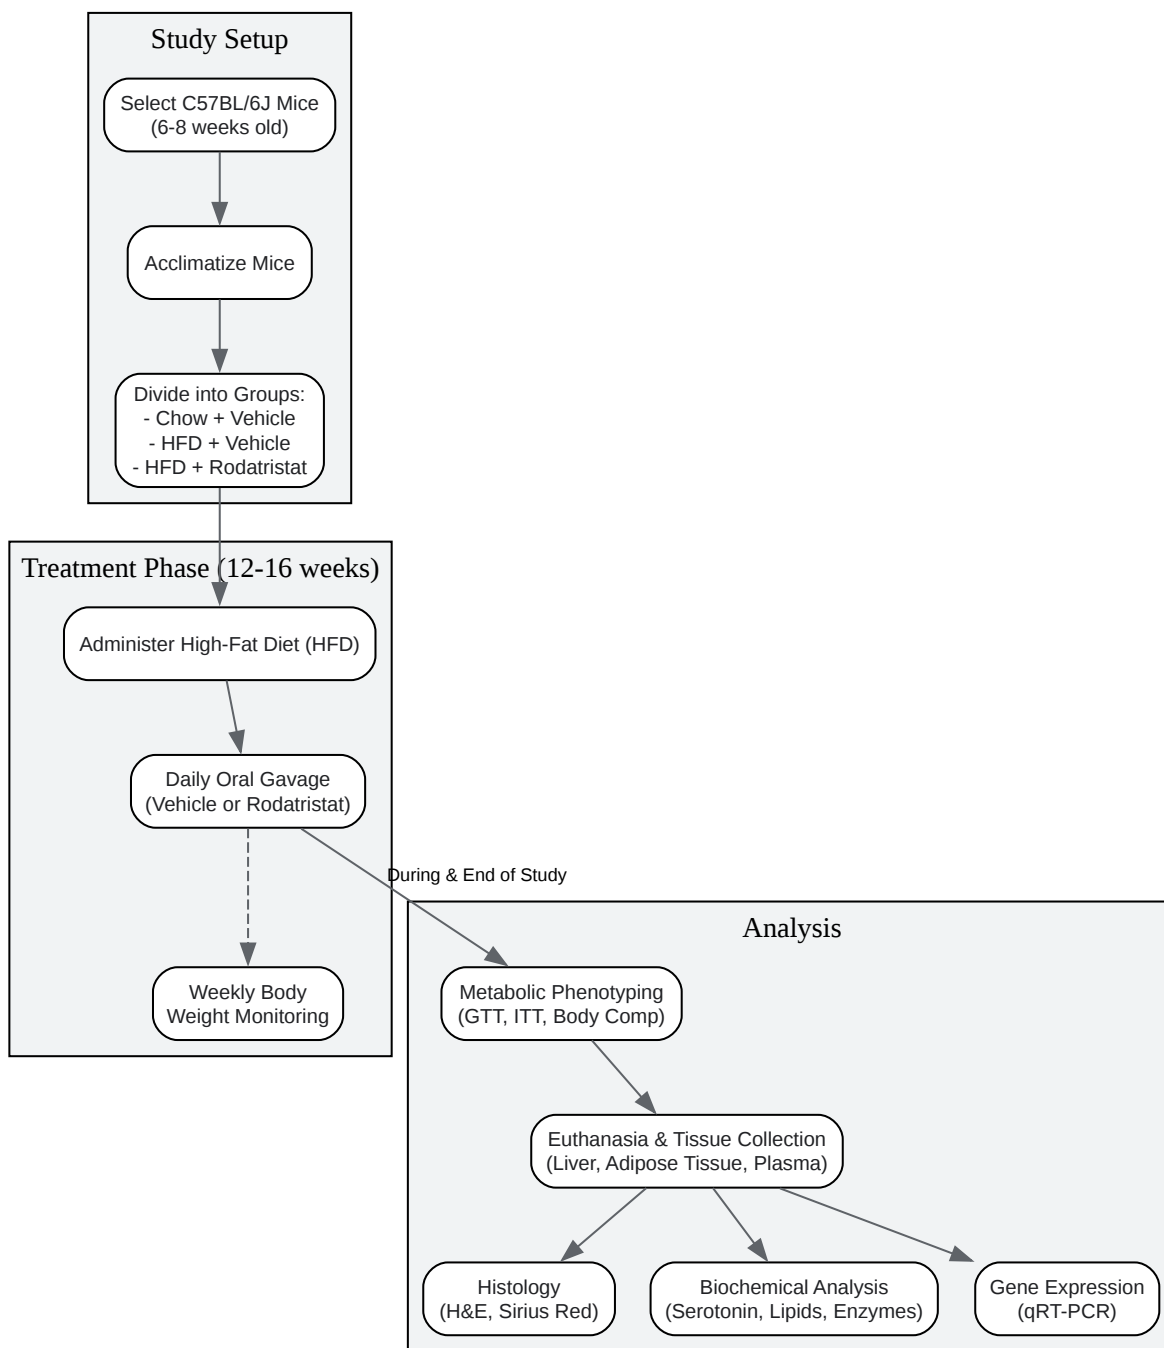 Study Setup
Select C57BL/6J Mice
(6-8 weeks old)
Acclimatize Mice
Divide into Groups:
- Chow + Vehicle
- HFD + Vehicle
- HFD + Rodatristat
Treatment Phase (12-16 weeks)
Administer High-Fat Diet (HFD)
Daily Oral Gavage
(Vehicle or Rodatristat)
During & End of Study
Weekly Body
Weight Monitoring
Analysis
Metabolic Phenotyping
(GTT, ITT, Body Comp)
Euthanasia & Tissue Collection
(Liver, Adipose Tissue, Plasma)
Histology
(H&E, Sirius Red)
Biochemical Analysis
(Serotonin, Lipids, Enzymes)
Gene Expression
(qRT-PCR)